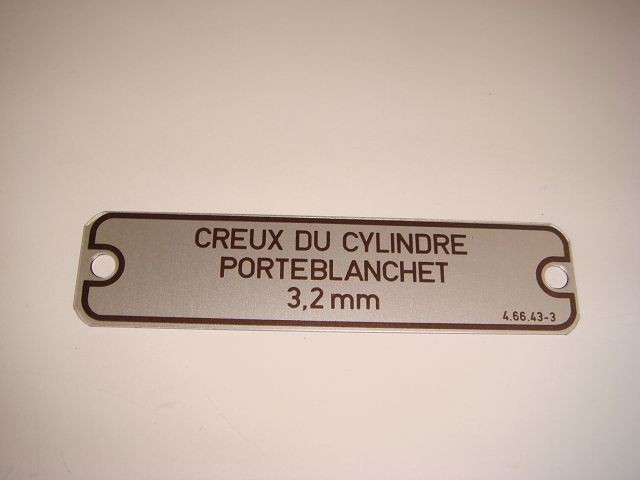 CREUX DU CYLINDRE
PORTEBLANCHET
3,2 mm
4.66.43-3